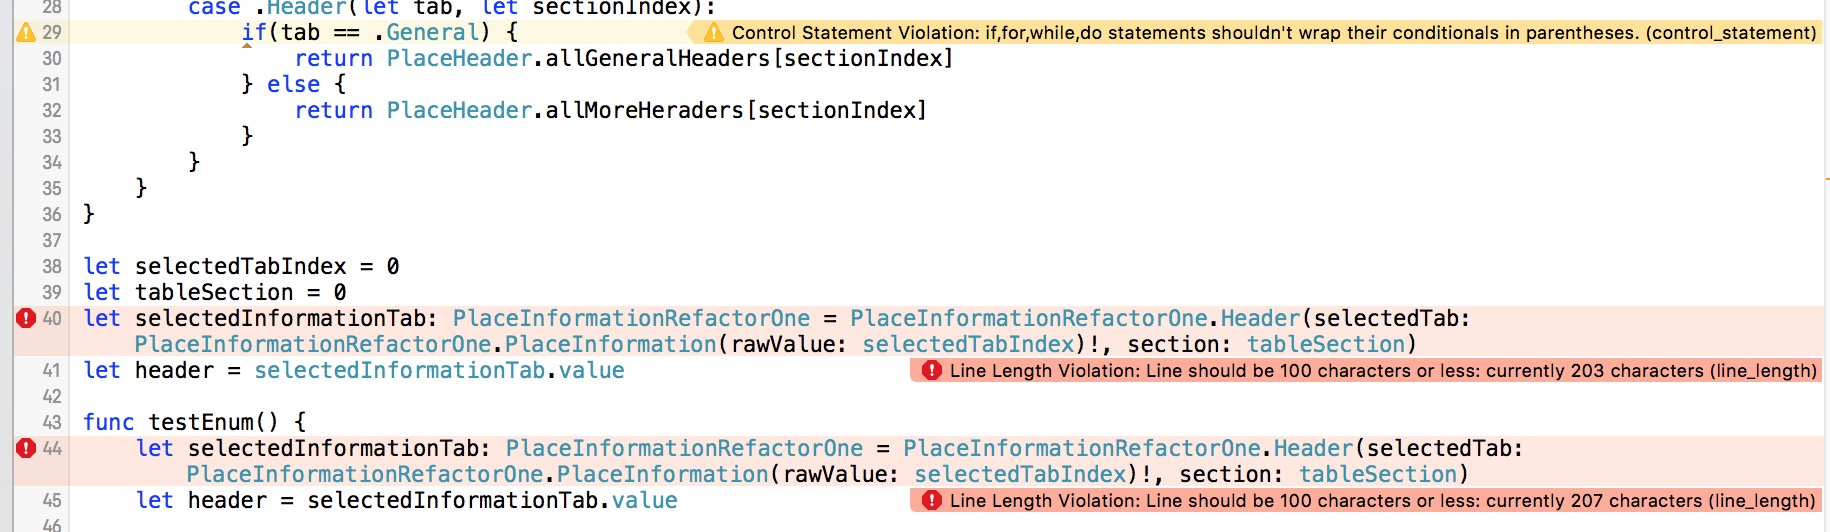 28 case .Header(let tab, let sectionIndex):
29 if(tab == .General) { Control Statement Violation: if,for,while,do statements shouldn't wrap their conditionals in parentheses. (control_statement)
30 return PlaceHeader.allGeneralHeaders[sectionIndex]
31 } else {
32 return PlaceHeader.allMoreHeraders[sectionIndex]
33 }
34 }
35 }
36 }
37
38 let selectedTabIndex = 0
39 let tableSection = 0
40 let selectedInformationTab: PlaceInformationRefactorOne = PlaceInformationRefactorOne.Header(selectedTab:
PlaceInformationRefactorOne.PlaceInformation(rawValue: selectedTabIndex)!, section: tableSection)
41 let header = selectedInformationTab.value Line Length Violation: Line should be 100 characters or less: currently 203 characters (line_length)
42
43 func testEnum() {
44 let selectedInformationTab: PlaceInformationRefactorOne = PlaceInformationRefactorOne.Header(selectedTab:
PlaceInformationRefactorOne.PlaceInformation(rawValue: selectedTabIndex)!, section: tableSection)
45 let header = selectedInformationTab.value Line Length Violation: Line should be 100 characters or less: currently 207 characters (line_length)
46